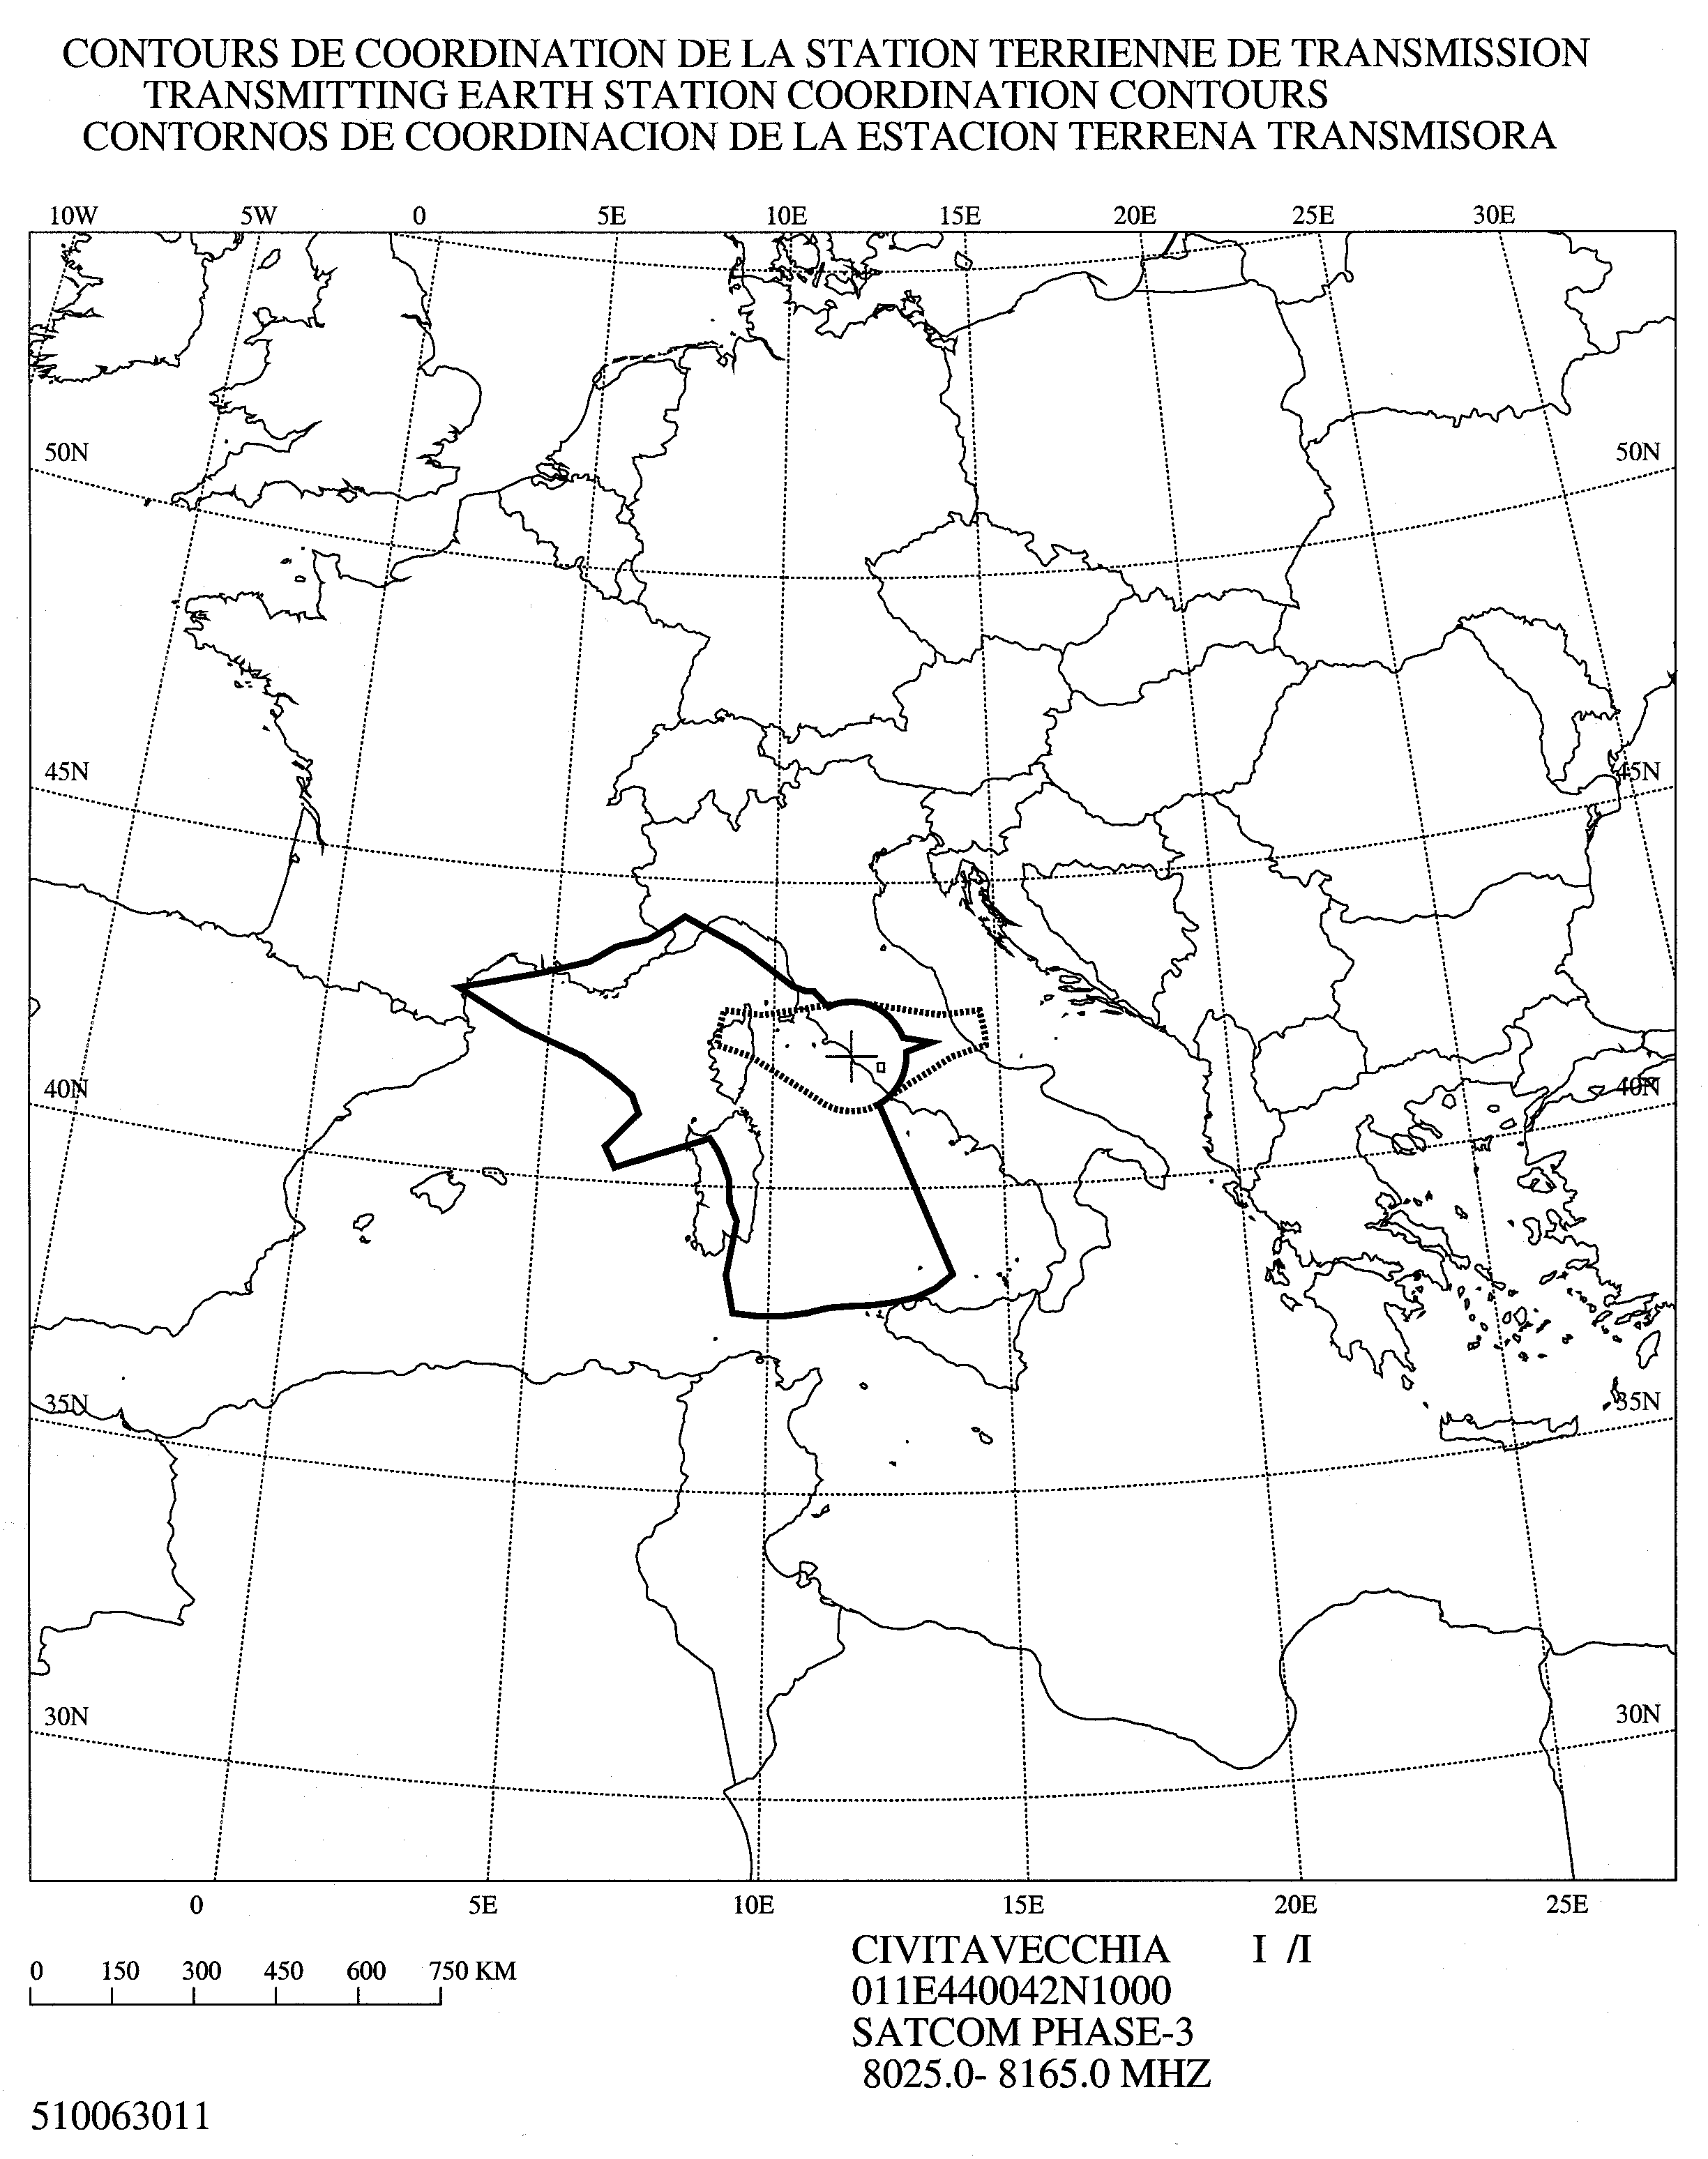 CONTOURS DE COORDINATION DE LA STATION TERRIENNE DE TRANSMISSION
TRANSMITTING EARTH STATION COORDINATION CONTOURS
CONTORNOS DE COORDINACION DE LA ESTACION TERRENA TRANSMISORA
10W 5W 0 5E 10E 15E 20E 25E 30E
50N 50N
45N 45N
40N 40N
35N 35N
30N 30N
0 5E 10E 15E 20E 25E
0 150 300 450 600 750 KM
CIVITAVECCHIA I /I
011E440042N1000
SATCOM PHASE-3
8025.0- 8165.0 MHZ
510063011